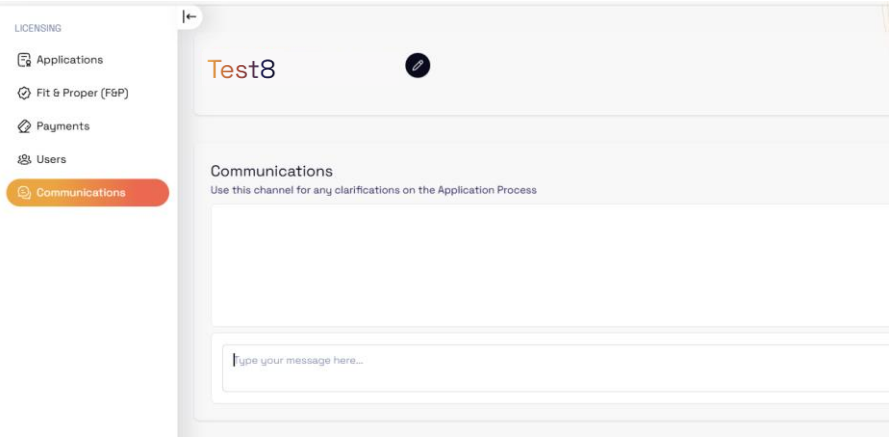 LICENSING
Applications
Fit & Proper (F&P)
Payments
Users
Communications
Test8
Communications
Use this channel for any clarifications on the Application Process
Type your message here...